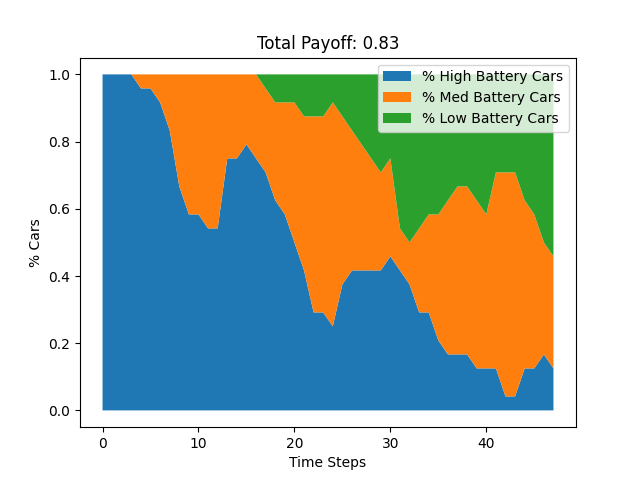 Total Payoff: 0.83
% High Battery Cars
% Med Battery Cars
% Low Battery Cars
1.0
0.8
0.6
0.4
0.2
0.0
% Cars
0 10 20 30 40
Time Steps